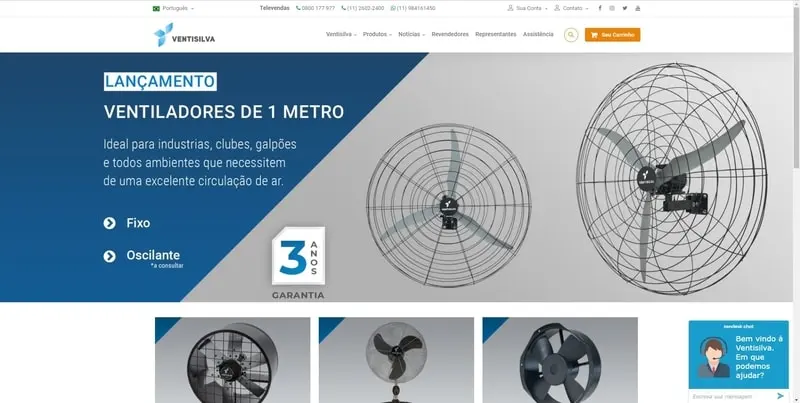 Português
Televendas
0800 177 977
(11) 2602-2400
(11) 984161450
Sua Conta
Contato
VENTISILVA
Ventisilva
Produtos
Notícias
Revendedores
Representantes
Assistência
Seu Carrinho
LANÇAMENTO
VENTILADORES DE 1 METRO
Ideal para industrias, clubes, galpões
e todos ambientes que necessitem
de uma excelente circulação de ar.
Fixo
Oscilante
*a consultar
3 ANOS
GARANTIA
Bem vindo á
Ventisilva.
Em que
podemos
ajudar?
Escreva sua mensagem